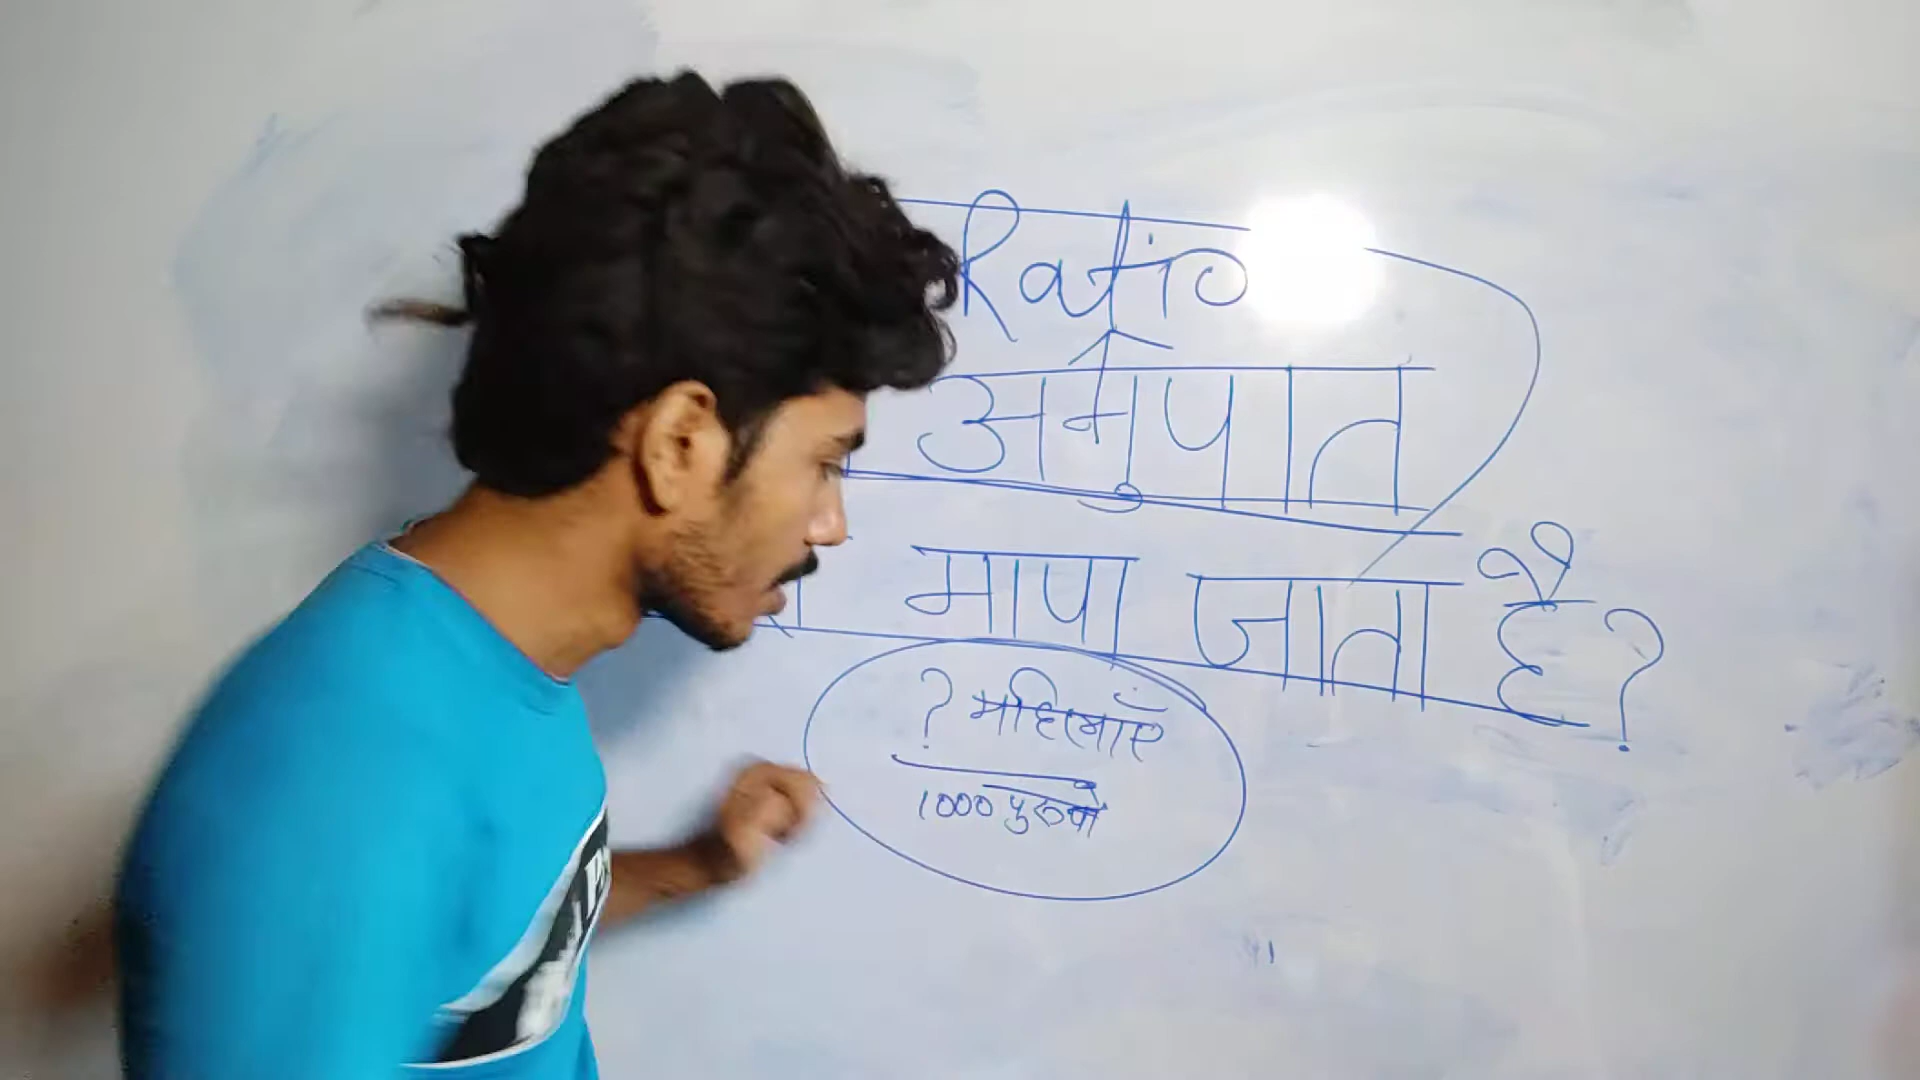 Ratio
अनुपात
मापा जाता है?
? महिलाएँ
1000 पुरूषो